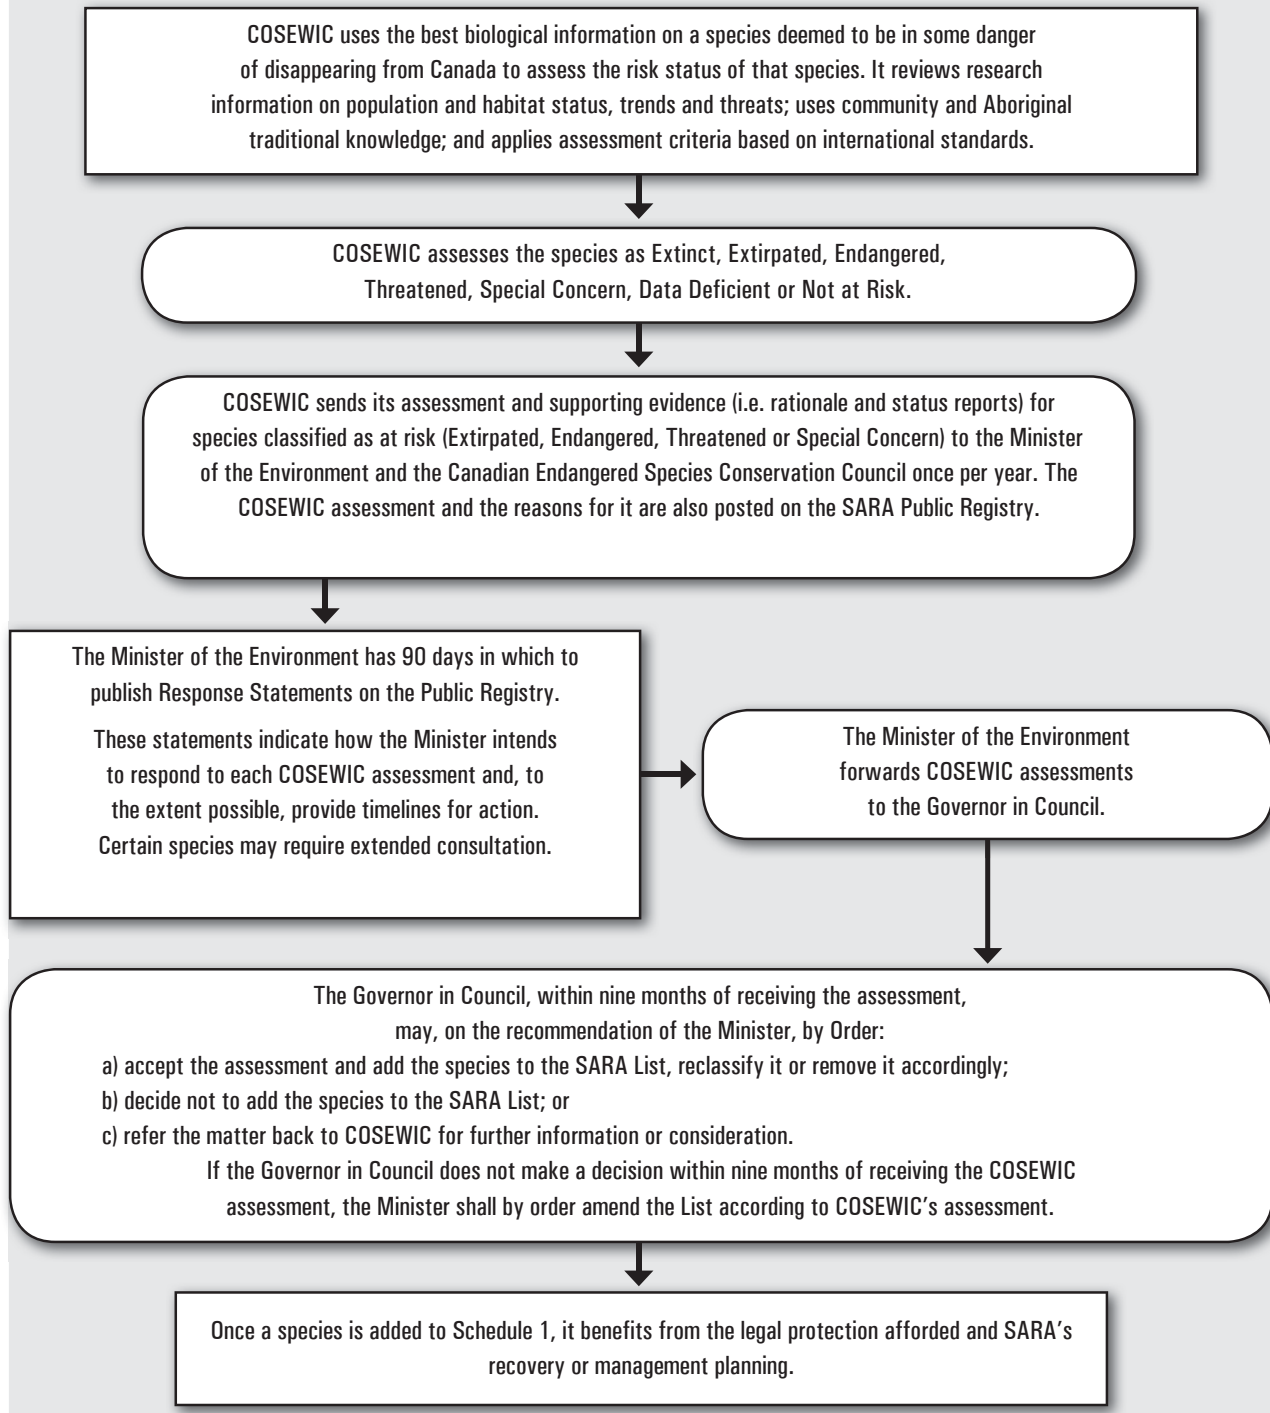 COSEWIC uses the best biological information on a species deemed to be in some danger
of disappearing from Canada to assess the risk status of that species. It reviews research
information on population and habitat status, trends and threats; uses community and Aboriginal
traditional knowledge; and applies assessment criteria based on international standards.
COSEWIC assesses the species as Extinct, Extirpated, Endangered,
Threatened, Special Concern, Data Deficient or Not at Risk.
COSEWIC sends its assessment and supporting evidence (i.e. rationale and status reports) for
species classified as at risk (Extirpated, Endangered, Threatened or Special Concern) to the Minister
of the Environment and the Canadian Endangered Species Conservation Council once per year. The
COSEWIC assessment and the reasons for it are also posted on the SARA Public Registry.
The Minister of the Environment has 90 days in which to
publish Response Statements on the Public Registry.
These statements indicate how the Minister intends
to respond to each COSEWIC assessment and, to
the extent possible, provide timelines for action.
Certain species may require extended consultation.
The Minister of the Environment
forwards COSEWIC assessments
to the Governor in Council.
The Governor in Council, within nine months of receiving the assessment,
may, on the recommendation of the Minister, by Order:
a) accept the assessment and add the species to the SARA List, reclassify it or remove it accordingly;
b) decide not to add the species to the SARA List; or
c) refer the matter back to COSEWIC for further information or consideration.
If the Governor in Council does not make a decision within nine months of receiving the COSEWIC
assessment, the Minister shall by order amend the List according to COSEWIC's assessment.
Once a species is added to Schedule 1, it benefits from the legal protection afforded and SARA's
recovery or management planning.